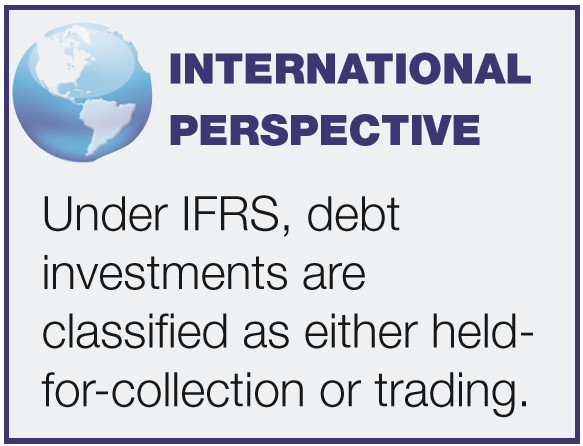 INTERNATIONAL
PERSPECTIVE
Under IFRS, debt
investments are
classified as either held-
for-collection or trading.